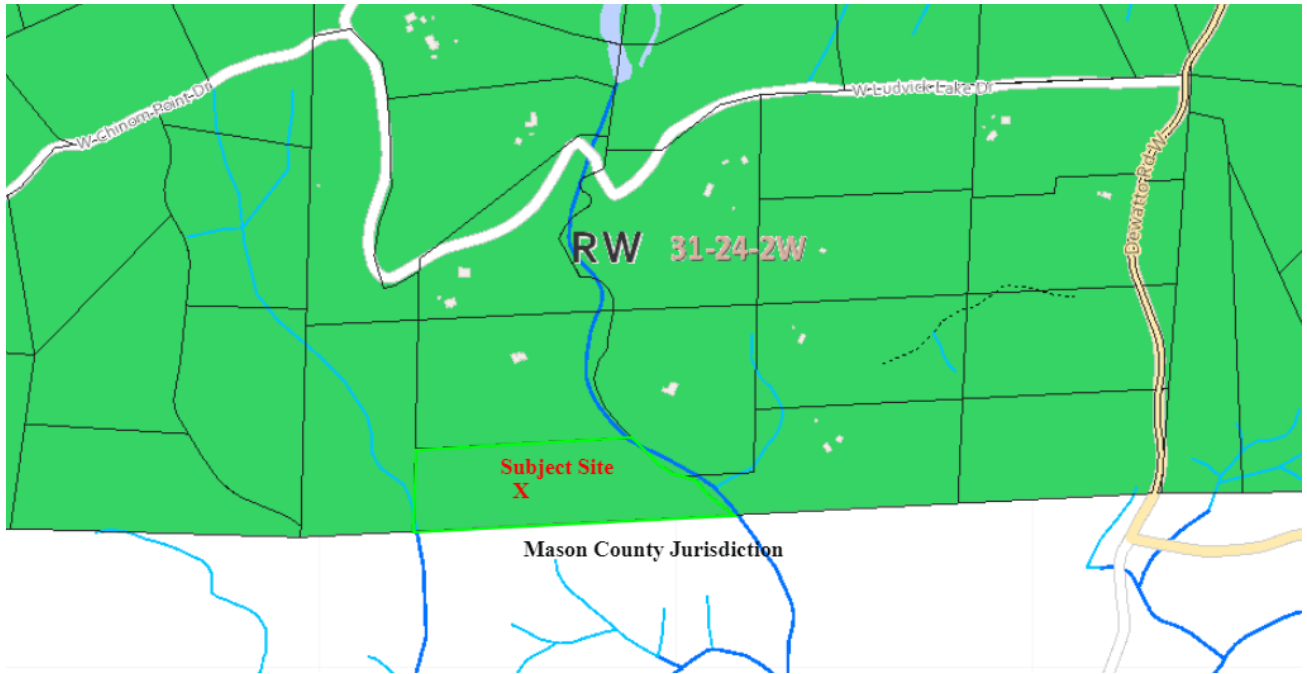 W Chinom Point Dr
W Ludvick Lake Dr
Dewatto Rd W
RW 31-24-2W
Subject Site
X
Mason County Jurisdiction